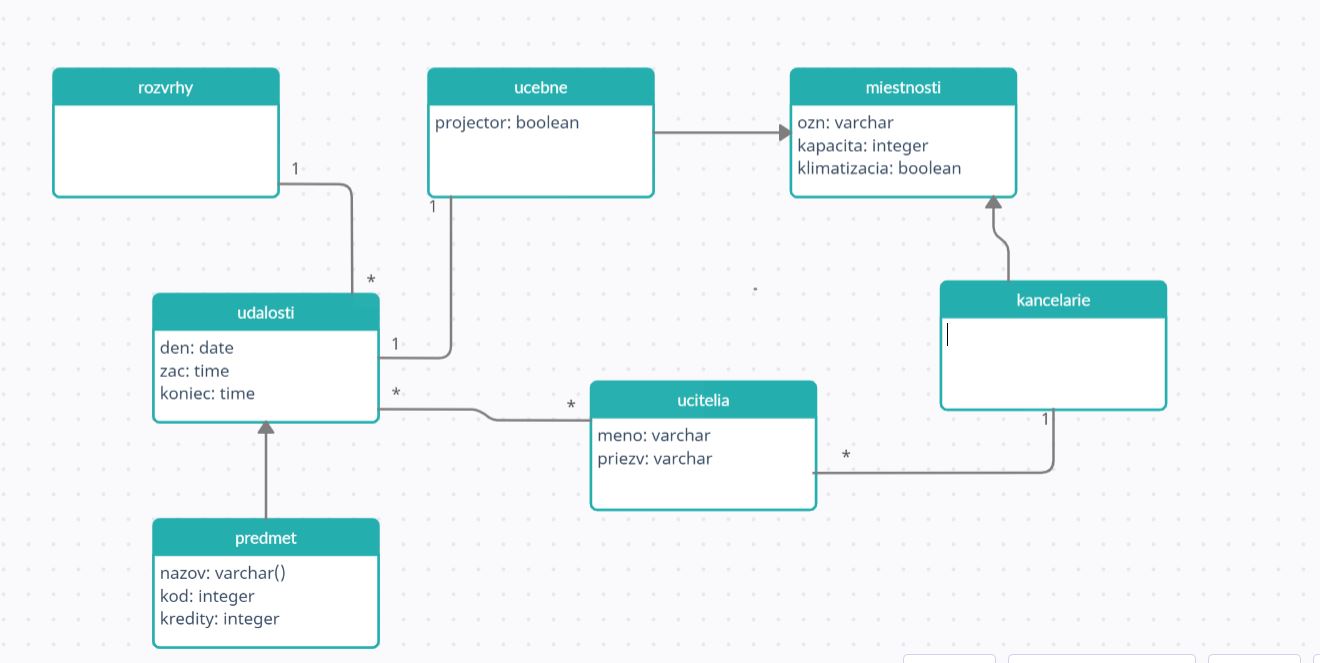 rozvrhy
1
*
ucebne
projector: boolean
1
miestnosti
ozn: varchar
kapacita: integer
klimatizacia: boolean
udalosti
den: date
zac: time
koniec: time
1
*
*
ucitelia
meno: varchar
priezv: varchar
*
kancelarie
1
predmet
nazov: varchar()
kod: integer
kredity: integer